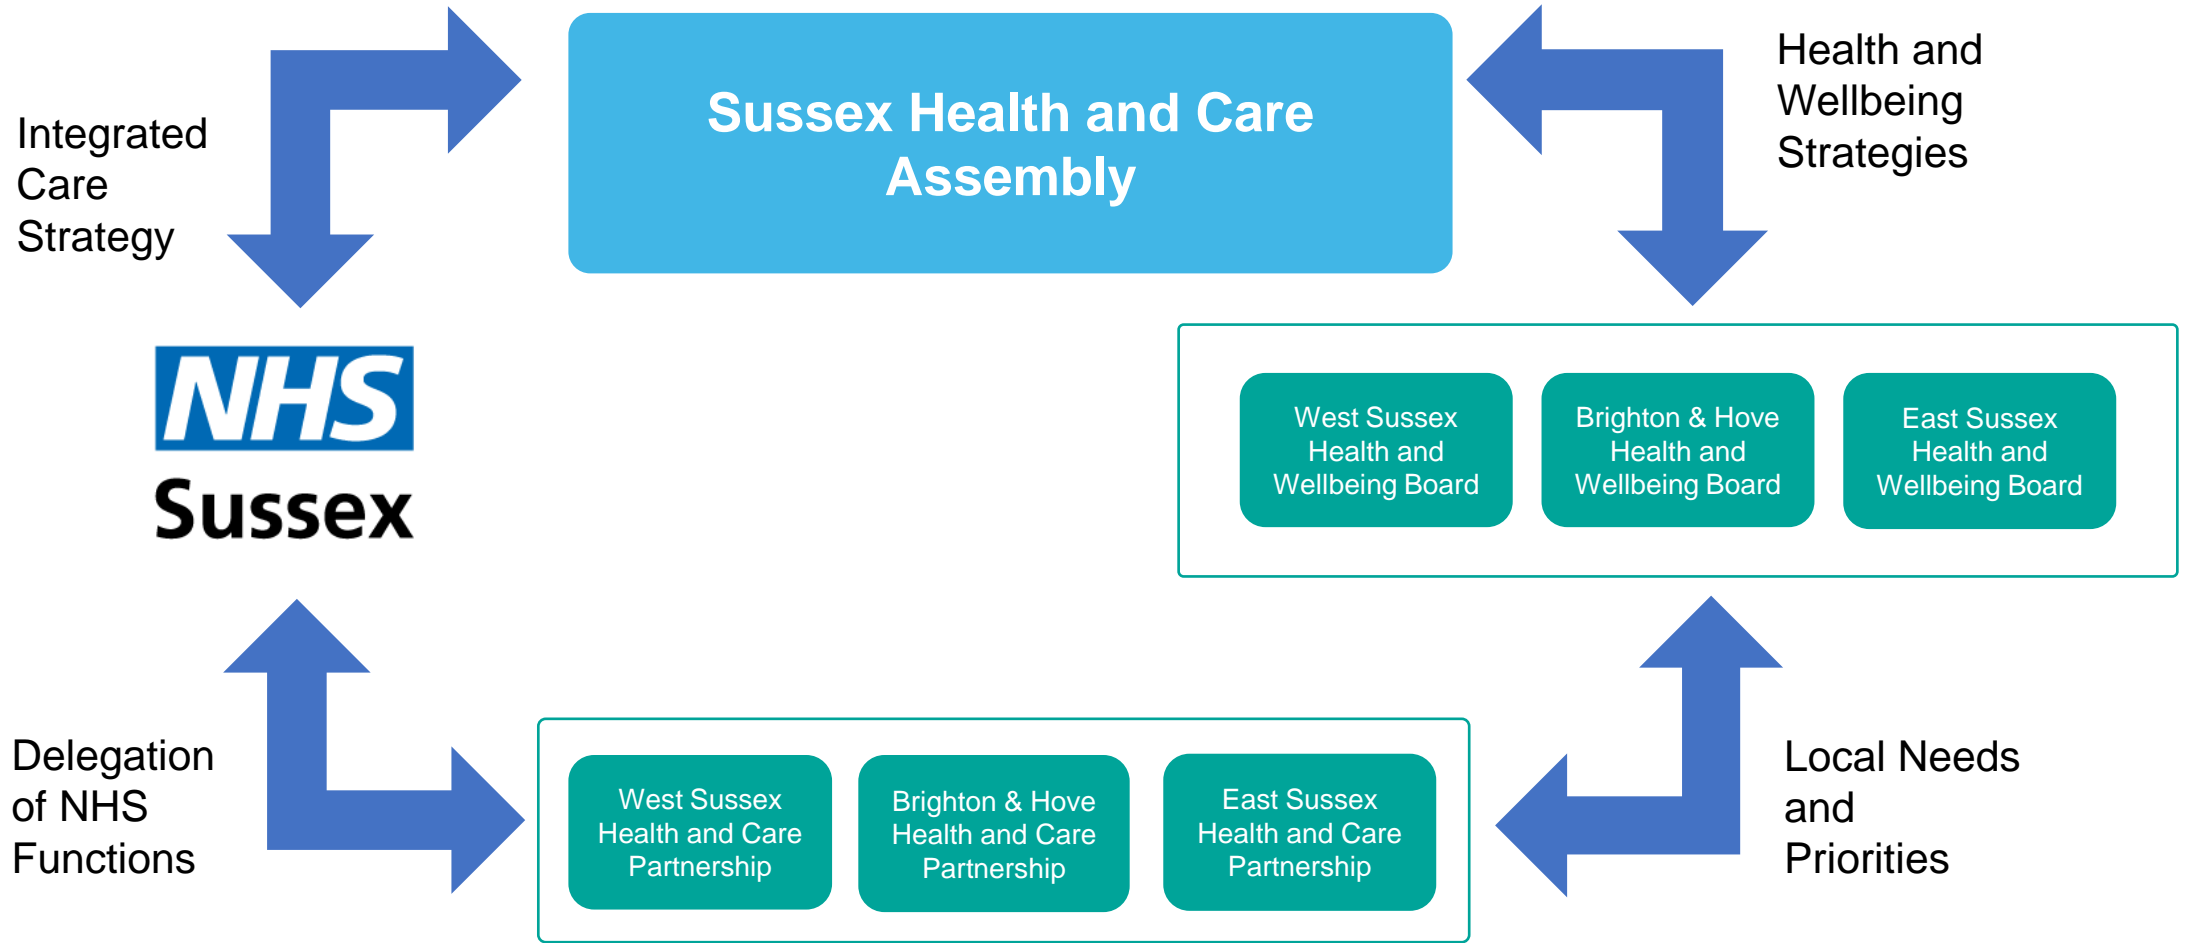 Sussex Health and Care
Assembly
Integrated
Care
Strategy
Health and
Wellbeing
Strategies
NHS
Sussex
West Sussex
Health and
Wellbeing Board
Brighton & Hove
Health and
Wellbeing Board
East Sussex
Health and
Wellbeing Board
Delegation
of NHS
Functions
West Sussex
Health and Care
Partnership
Brighton & Hove
Health and Care
Partnership
East Sussex
Health and Care
Partnership
Local Needs
and
Priorities